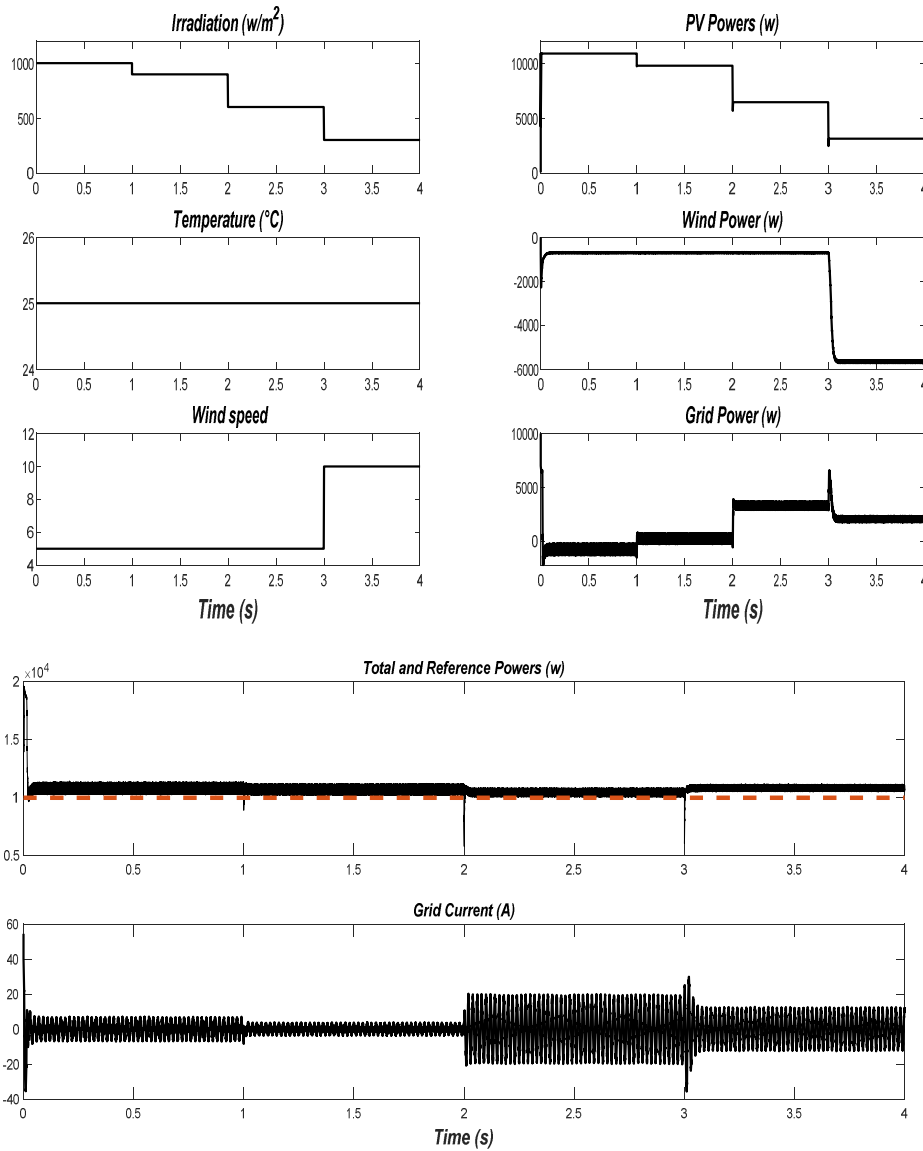 Irradiation (w/m2)
1000
500
0
0 0.5 1 1.5 2 2.5 3 3.5 4
PV Powers (w)
10000
5000
0
0 0.5 1 1.5 2 2.5 3 3.5 4
Temperature (°C)
26
25
24
0 0.5 1 1.5 2 2.5 3 3.5 4
Wind Power (w)
0
-2000
-4000
-6000
0 0.5 1 1.5 2 2.5 3 3.5 4
Wind speed
12
10
8
6
4
0 0.5 1 1.5 2 2.5 3 3.5 4
Time (s)
Grid Power (w)
10000
5000
0
0 0.5 1 1.5 2 2.5 3 3.5 4
Time (s)
Total and Reference Powers (w)
×104
2
1.5
1
0.5
0 0.5 1 1.5 2 2.5 3 3.5 4
Grid Current (A)
60
40
20
0
-20
-40
0 0.5 1 1.5 2 2.5 3 3.5 4
Time (s)